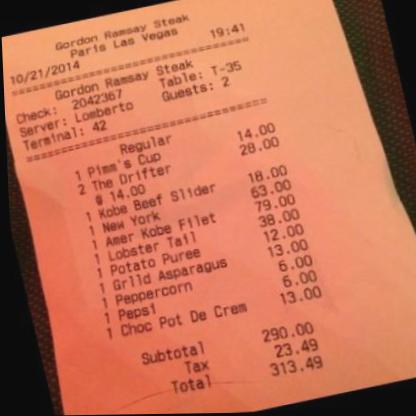 Gordon Ramsay Steak
Paris Las Vegas
10/21/2014 19:41
==============================
Gordon Ramsay Steak
Check: 2042367 Table: T-35
Server: Lomberto Guests: 2
Terminal: 42
==============================
Regular
1 Pimm's Cup 14.00
2 The Drifter 28.00
@ 14.00
1 Kobe Beef Slider 18.00
1 New York 63.00
1 Amer Kobe Filet 79.00
1 Lobster Tail 38.00
1 Potato Puree 12.00
1 Grlld Asparagus 13.00
1 Peppercorn 6.00
1 Pepsi 6.00
1 Choc Pot De Crem 13.00
Subtotal 290.00
Tax 23.49
Total 313.49